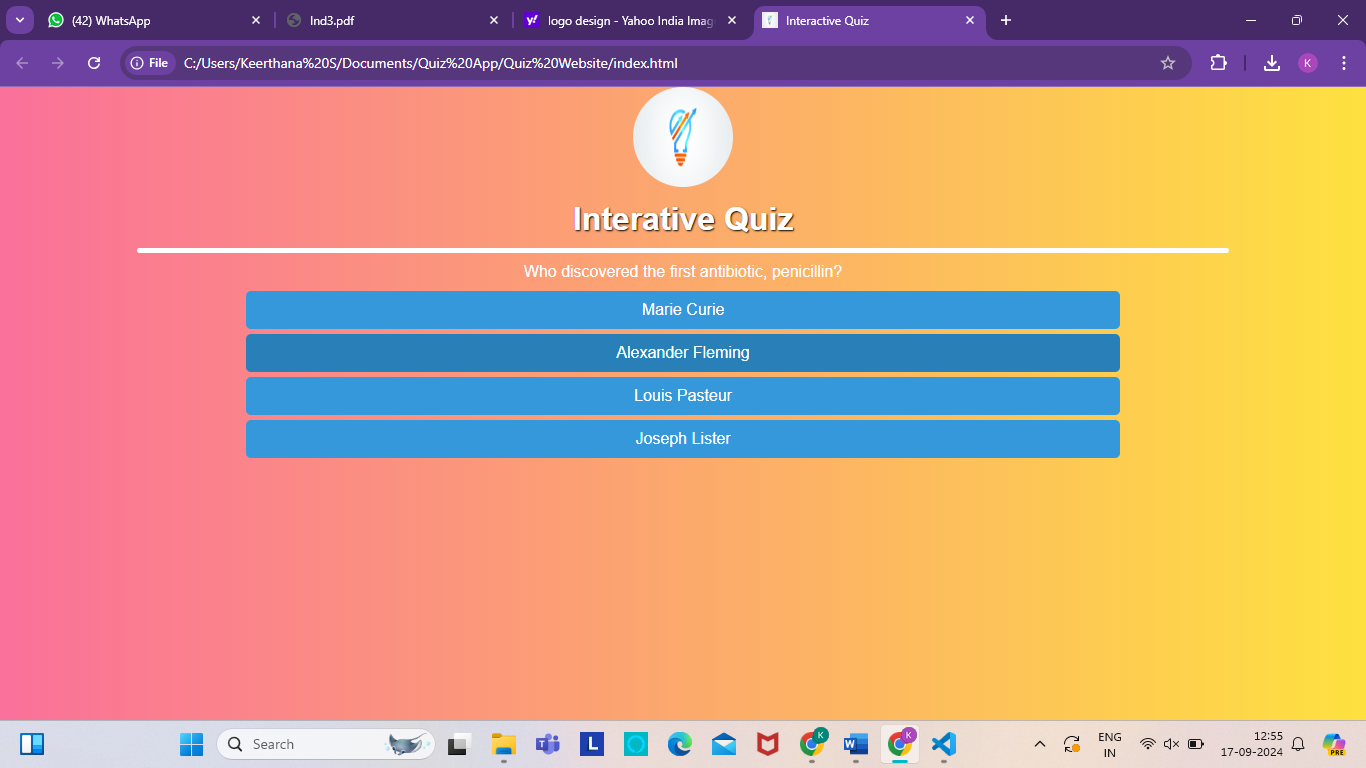 (42) WhatsApp
Ind3.pdf
logo design - Yahoo India Imag
Interactive Quiz
File
C:/Users/Keerthana%20S/Documents/Quiz%20App/Quiz%20Website/index.html
K
Interative Quiz
Who discovered the first antibiotic, penicillin?
Marie Curie
Alexander Fleming
Louis Pasteur
Joseph Lister
Search
T
L
K
W
K
ENG
IN
12:55
17-09-2024
PRE